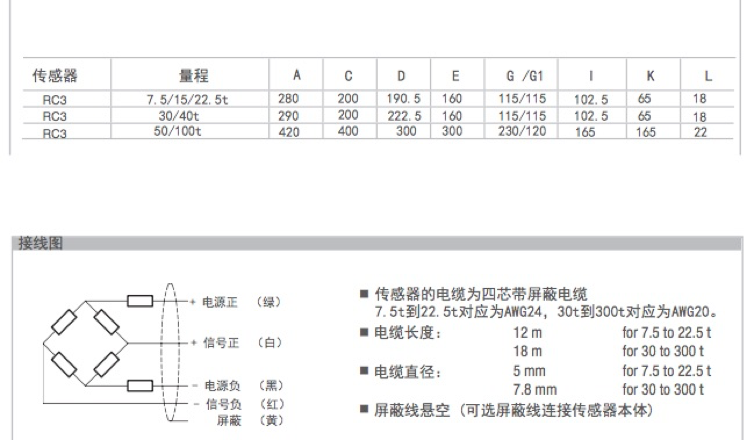 传感器 量程 A C D E G /G1 I K L
RC3 7.5/15/22.5t 280 200 190.5 160 115/115 102.5 65 18
RC3 30/40t 290 200 222.5 160 115/115 102.5 65 18
RC3 50/100t 420 400 300 300 230/120 165 165 22
接线图
+ 电源正 （绿）
+ 信号正 （白）
- 电源负 （黑）
- 信号负 （红）
屏蔽 （黄）
■ 传感器的电缆为四芯带屏蔽电缆
7.5t到22.5t对应为AWG24，30t到300t对应为AWG20。
■ 电缆长度： 12 m for 7.5 to 22.5 t
18 m for 30 to 300 t
■ 电缆直径： 5 mm for 7.5 to 22.5 t
7.8 mm for 30 to 300 t
■ 屏蔽线悬空（可选屏蔽线连接传感器本体）